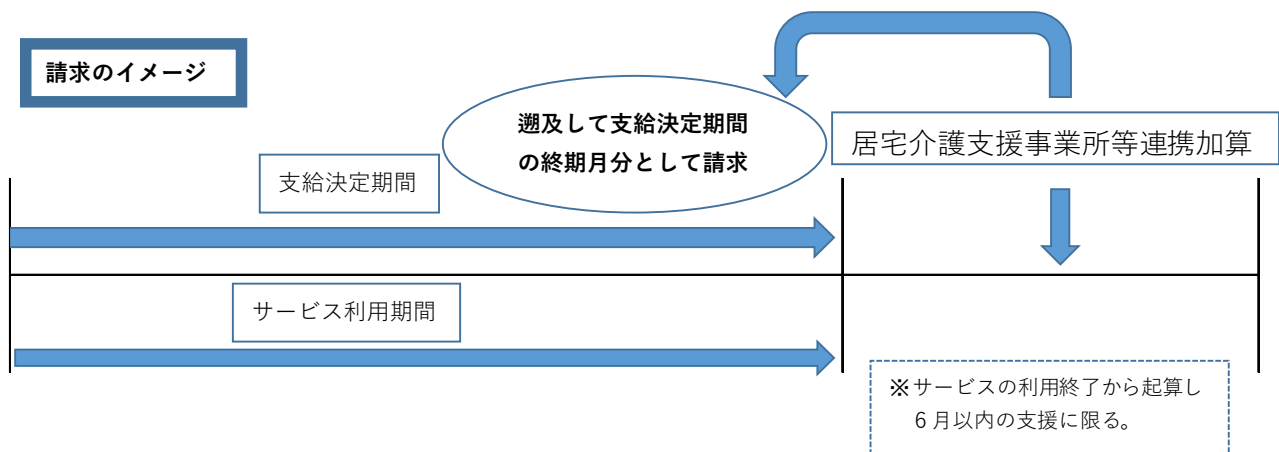 請求のイメージ
遡及して支給決定期間
の終期月分として請求
居宅介護支援事業所等連携加算
支給決定期間
サービス利用期間
※サービスの利用終了から起算し
6月以内の支援に限る。